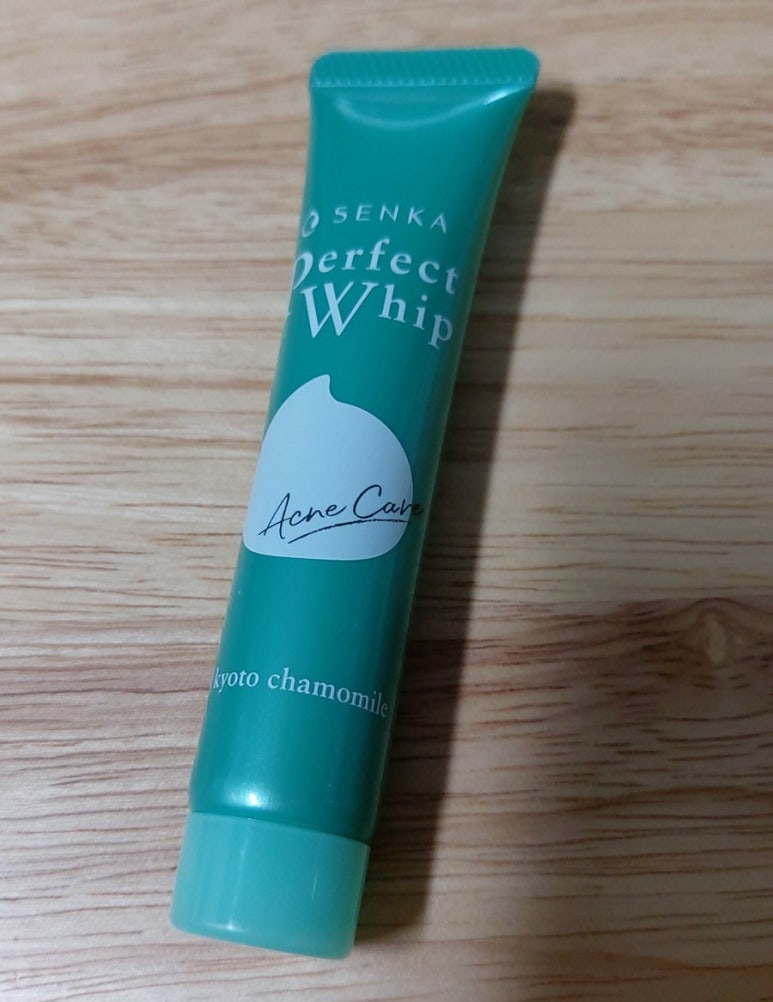 SENKA
Perfect
Whip
Acne Care
kyoto chamomile